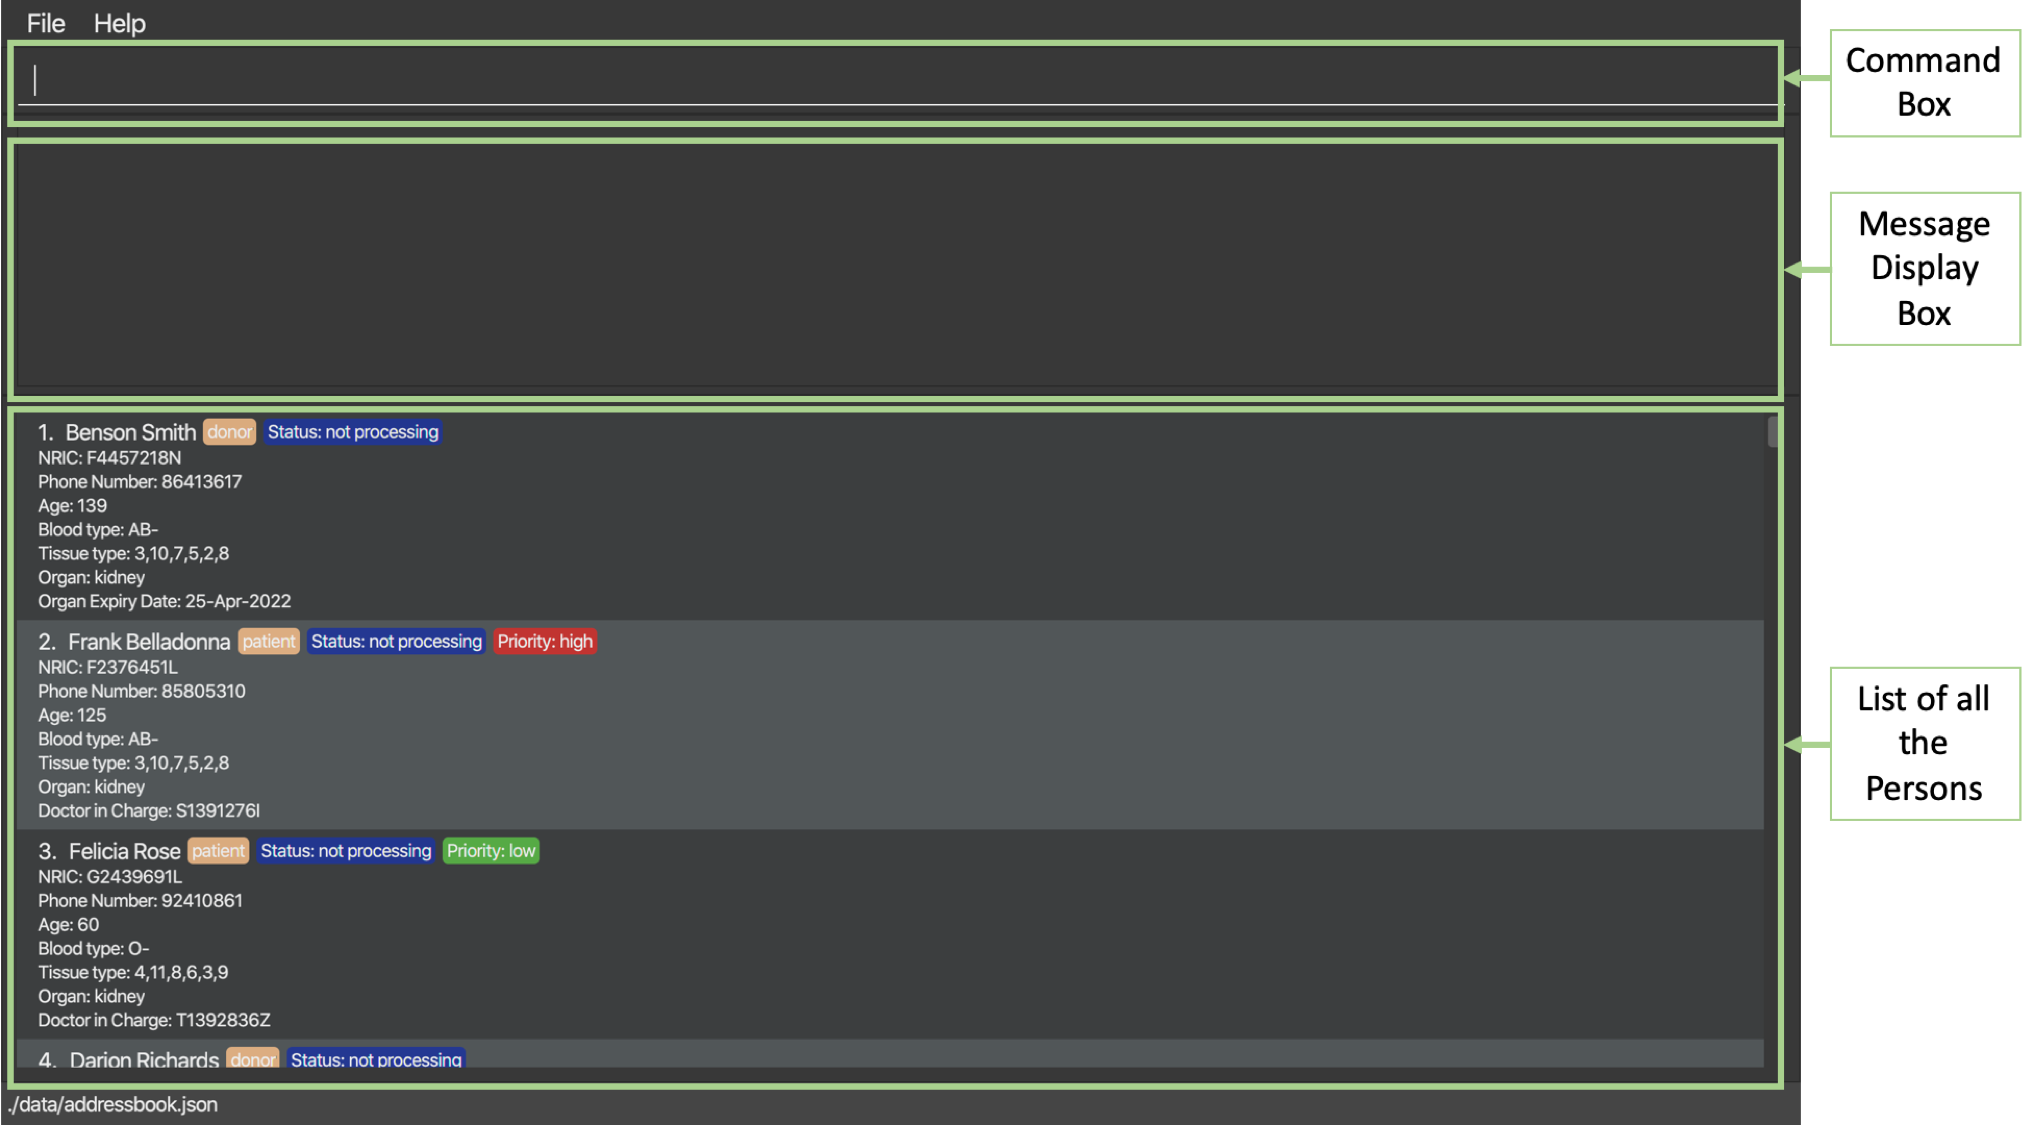 File Help
Command
Box
Message
Display
Box
1. Benson Smith donor Status: not processing
NRIC: F4457218N
Phone Number: 86413617
Age: 139
Blood type: AB-
Tissue type: 3,10,7,5,2,8
Organ: kidney
Organ Expiry Date: 25-Apr-2022
2. Frank Belladonna patient Status: not processing Priority: high
NRIC: F2376451L
Phone Number: 85805310
Age: 125
Blood type: AB-
Tissue type: 3,10,7,5,2,8
Organ: kidney
Doctor in Charge: S1391276I
List of all
the
Persons
3. Felicia Rose patient Status: not processing Priority: low
NRIC: G2439691L
Phone Number: 92410861
Age: 60
Blood type: O-
Tissue type: 4,11,8,6,3,9
Organ: kidney
Doctor in Charge: T1392836Z
4. Darion Richards donor Status: not processing
./data/addressbook.json